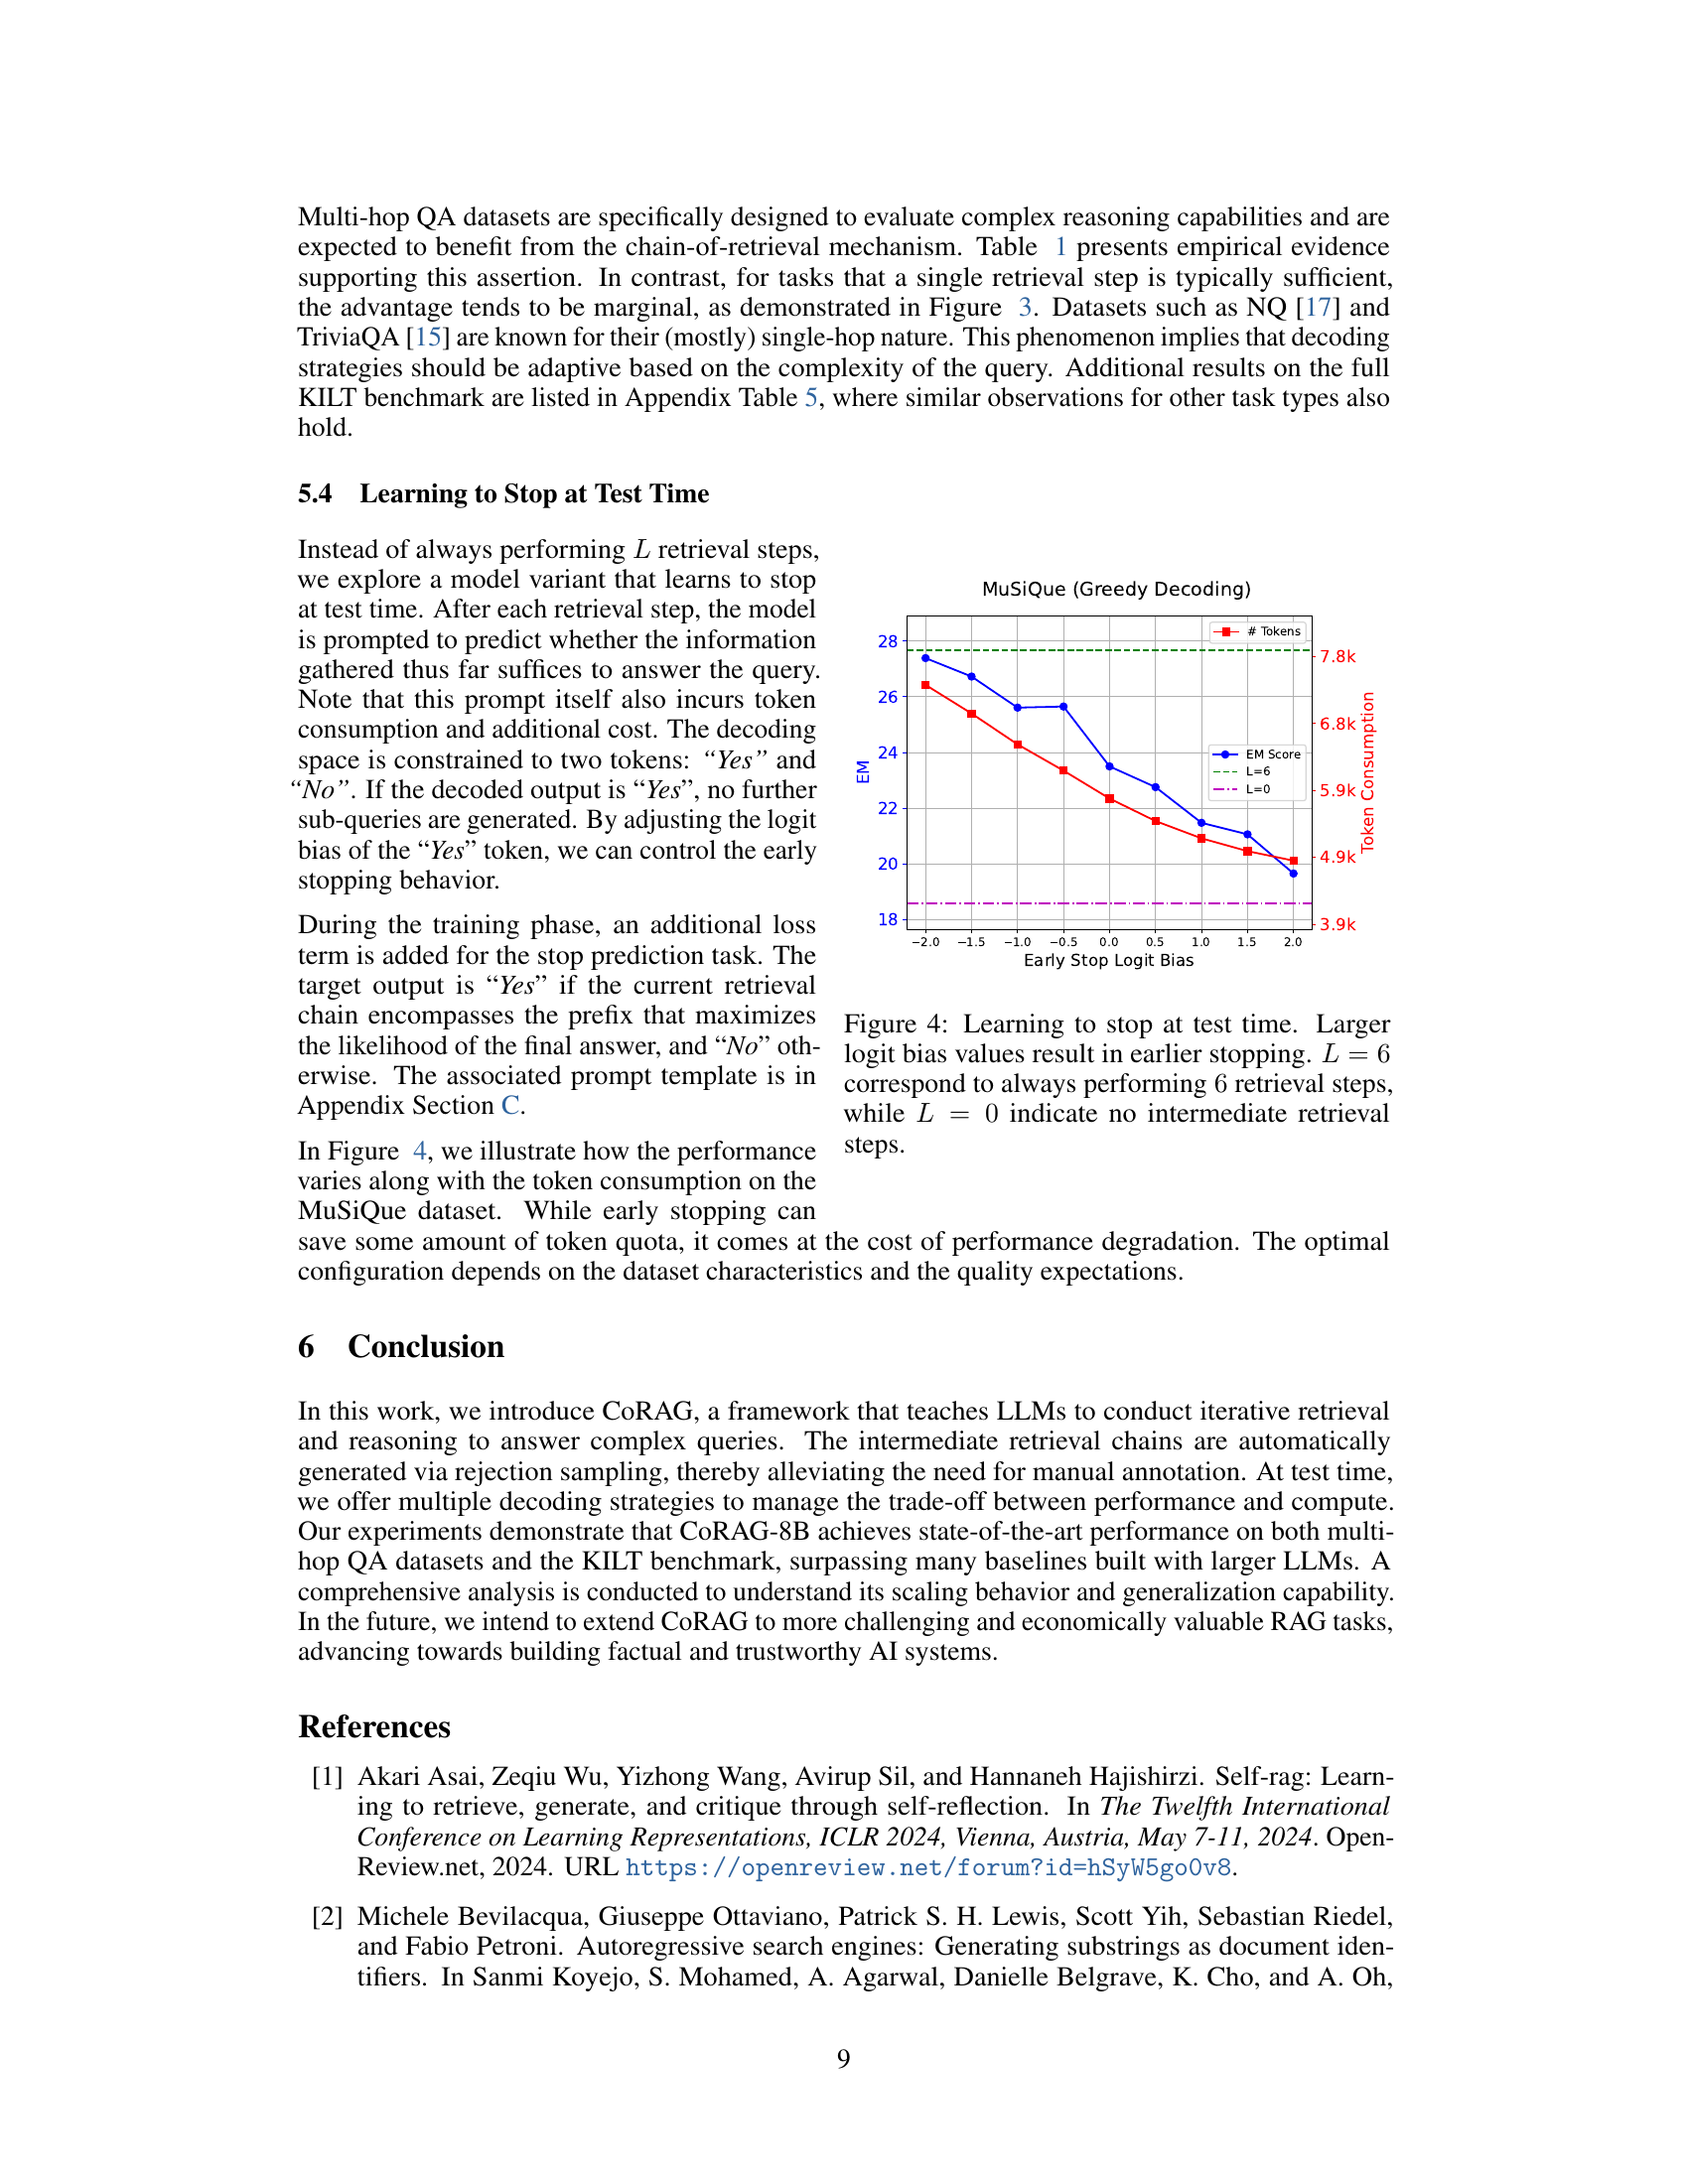 Multi-hop QA datasets are specifically designed to evaluate complex reasoning capabilities and are
expected to benefit from the chain-of-retrieval mechanism. Table 1 presents empirical evidence
supporting this assertion. In contrast, for tasks that a single retrieval step is typically sufficient,
the advantage tends to be marginal, as demonstrated in Figure 3. Datasets such as NQ [17] and
TriviaQA [15] are known for their (mostly) single-hop nature. This phenomenon implies that decoding
strategies should be adaptive based on the complexity of the query. Additional results on the full
KILT benchmark are listed in Appendix Table 5, where similar observations for other task types also
hold.
5.4 Learning to Stop at Test Time
Instead of always performing L retrieval steps,
we explore a model variant that learns to stop
at test time. After each retrieval step, the model
is prompted to predict whether the information
gathered thus far suffices to answer the query.
Note that this prompt itself also incurs token
consumption and additional cost. The decoding
space is constrained to two tokens: “Yes” and
“No”. If the decoded output is “Yes”, no further
sub-queries are generated. By adjusting the logit
bias of the “Yes” token, we can control the early
stopping behavior.
During the training phase, an additional loss
term is added for the stop prediction task. The
target output is “Yes” if the current retrieval
chain encompasses the prefix that maximizes
the likelihood of the final answer, and “No” oth-
erwise. The associated prompt template is in
Appendix Section C.
In Figure 4, we illustrate how the performance
varies along with the token consumption on the
MuSiQue dataset. While early stopping can
save some amount of token quota, it comes at the cost of performance degradation. The optimal
configuration depends on the dataset characteristics and the quality expectations.
MuSiQue (Greedy Decoding)
# Tokens
EM Score
L=6
L=0
EM
28
26
24
22
20
18
7.8k
6.8k
5.9k
4.9k
3.9k
Token Consumption
−2.0 −1.5 −1.0 −0.5 0.0 0.5 1.0 1.5 2.0
Early Stop Logit Bias
Figure 4: Learning to stop at test time. Larger
logit bias values result in earlier stopping. L = 6
correspond to always performing 6 retrieval steps,
while L = 0 indicate no intermediate retrieval
steps.
6 Conclusion
In this work, we introduce CoRAG, a framework that teaches LLMs to conduct iterative retrieval
and reasoning to answer complex queries. The intermediate retrieval chains are automatically
generated via rejection sampling, thereby alleviating the need for manual annotation. At test time,
we offer multiple decoding strategies to manage the trade-off between performance and compute.
Our experiments demonstrate that CoRAG-8B achieves state-of-the-art performance on both multi-
hop QA datasets and the KILT benchmark, surpassing many baselines built with larger LLMs. A
comprehensive analysis is conducted to understand its scaling behavior and generalization capability.
In the future, we intend to extend CoRAG to more challenging and economically valuable RAG tasks,
advancing towards building factual and trustworthy AI systems.
References
[1] Akari Asai, Zeqiu Wu, Yizhong Wang, Avirup Sil, and Hannaneh Hajishirzi. Self-rag: Learn-
ing to retrieve, generate, and critique through self-reflection. In The Twelfth International
Conference on Learning Representations, ICLR 2024, Vienna, Austria, May 7-11, 2024. Open-
Review.net, 2024. URL https://openreview.net/forum?id=hSyW5go0v8.
[2] Michele Bevilacqua, Giuseppe Ottaviano, Patrick S. H. Lewis, Scott Yih, Sebastian Riedel,
and Fabio Petroni. Autoregressive search engines: Generating substrings as document iden-
tifiers. In Sanmi Koyejo, S. Mohamed, A. Agarwal, Danielle Belgrave, K. Cho, and A. Oh,
9